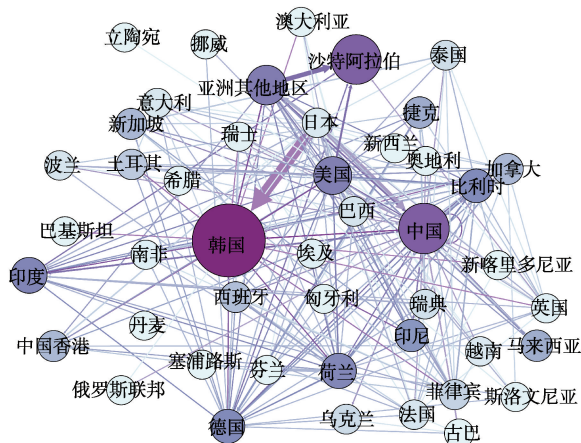 澳大利亚
立陶宛
挪威
沙特阿拉伯
泰国
亚洲其他地区
意大利
日本
捷克
新加坡
瑞士
新西兰
波兰
土耳其
希腊
美国
奥地利
加拿大
比利时
巴西
巴基斯坦
韩国
中国
南非
埃及
新喀里多尼亚
印度
西班牙
匈牙利
瑞典
英国
丹麦
印尼
中国香港
塞浦路斯
芬兰
荷兰
越南
马来西亚
俄罗斯联邦
菲律宾
斯洛文尼亚
德国
乌克兰
法国
古巴